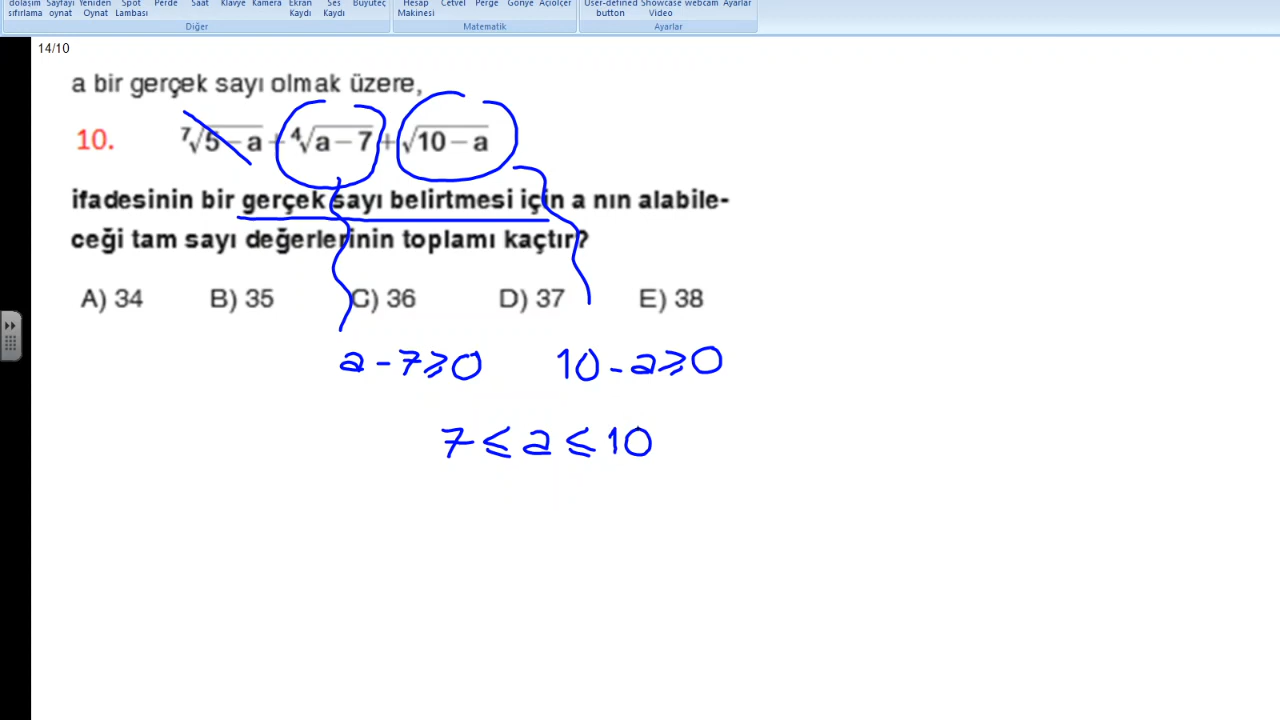 dolaşım Sayfayı Yeniden Spot Saat Klavye Kamera Ekran Ses Büyüteç
sıfırlama oynat Oynat Lambası Perde Kaydı Kaydı
Diğer
Hesap Cetvel Perge Gönye Açıölçer
Makinesi
Matematik
User-defined Showcase webcam Ayarlar
button Video
Ayarlar
14/10
a bir gerçek sayı olmak üzere,
10. ⁷√(5 – a) + ⁴√(a – 7) + √(10 – a)
ifadesinin bir gerçek sayı belirtmesi için a nın alabile-
ceği tam sayı değerlerinin toplamı kaçtır?
A) 34 B) 35 C) 36 D) 37 E) 38
a - 7 ⩾ 0 10 - a ⩾ 0
7 ≤ a ≤ 10